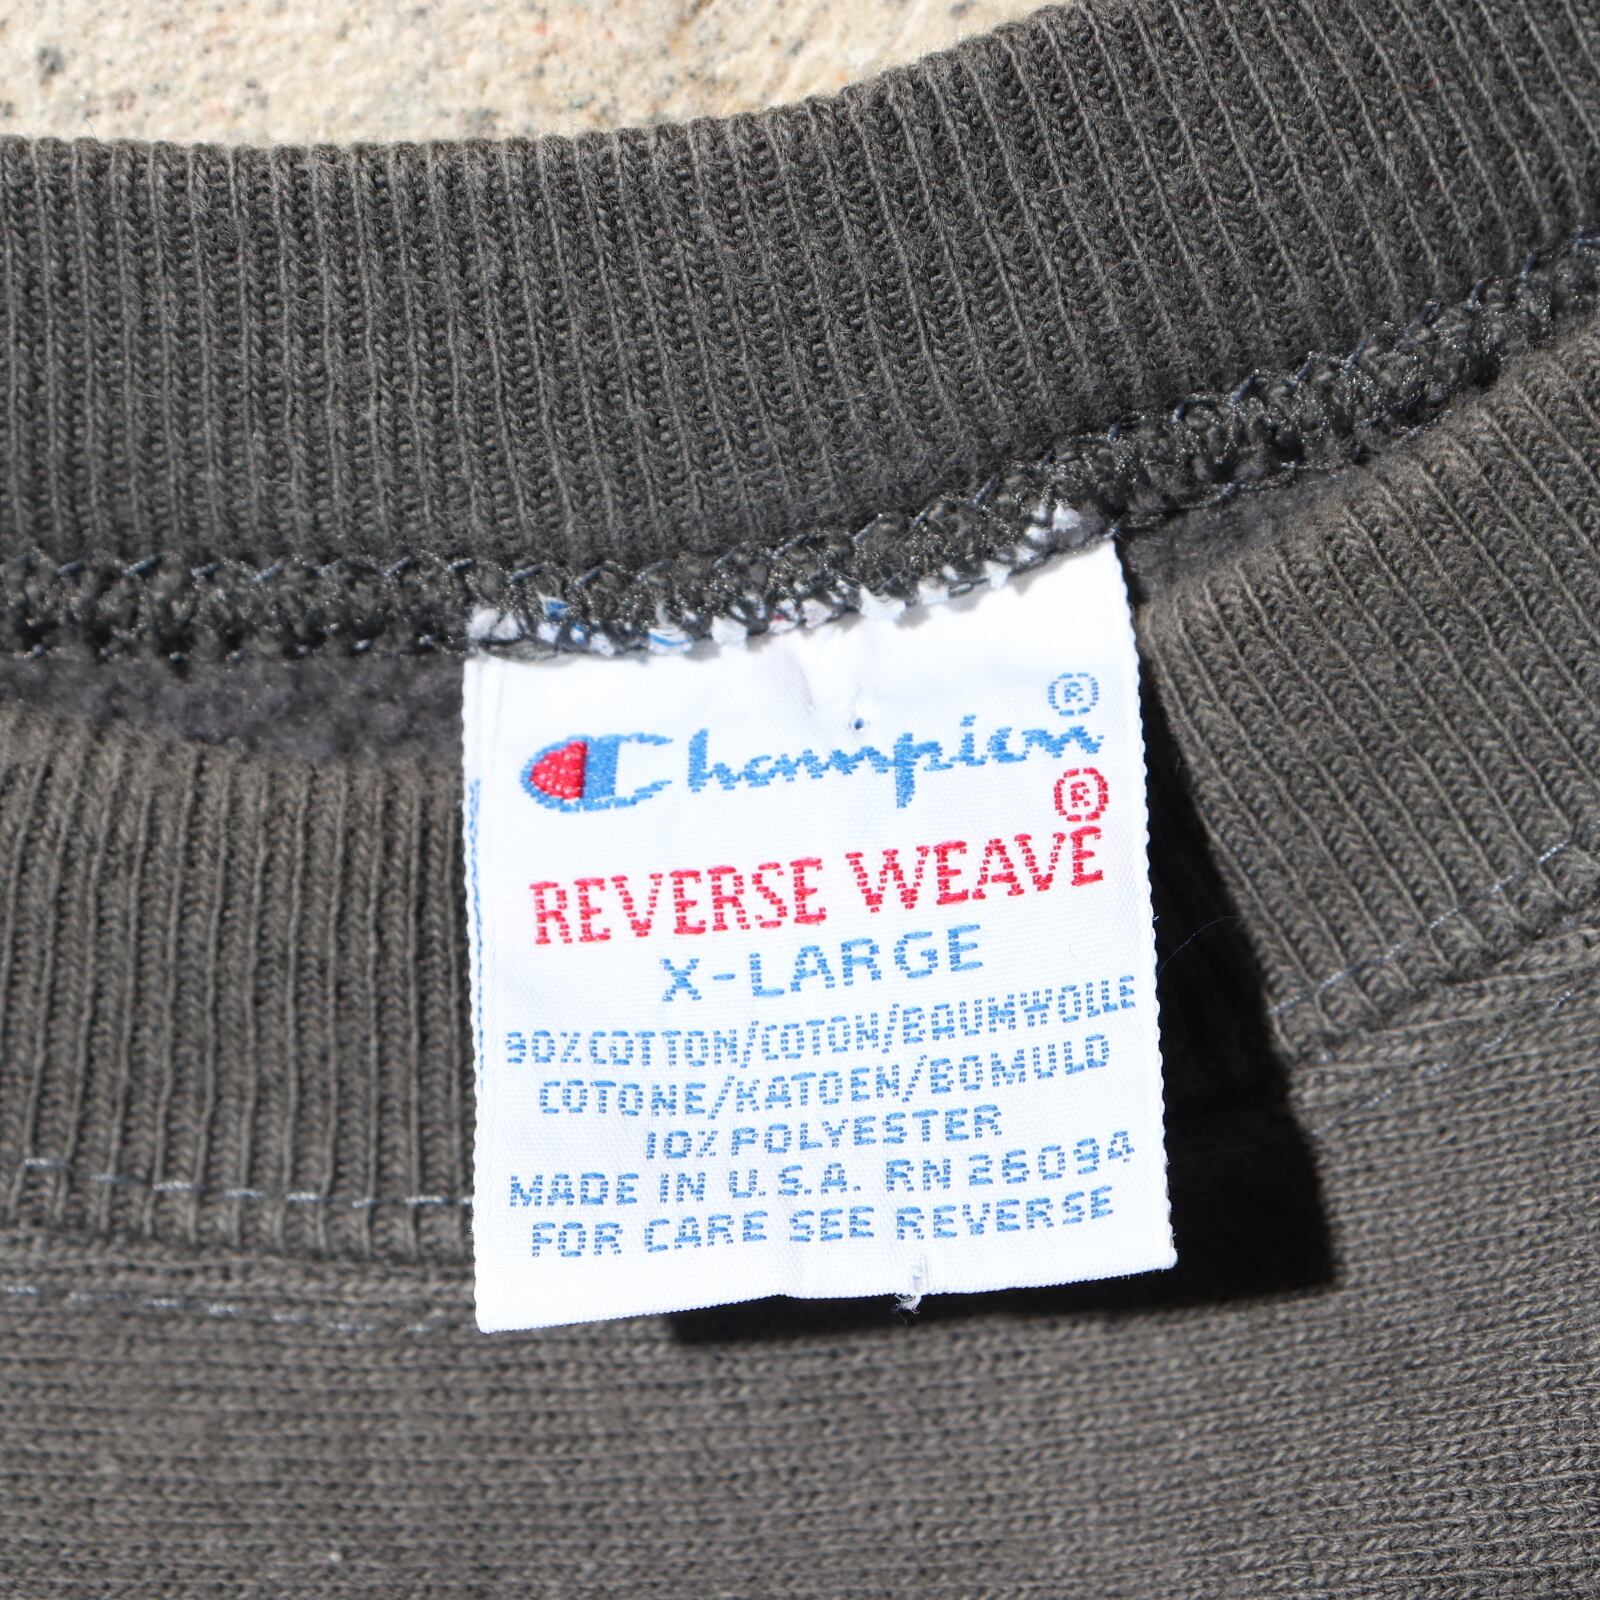 Champion®
REVERSE WEAVE®
X-LARGE
90% COTTON/COTON/BAUMWOLLE
COTONE/KATOEN/BOMULD
10% POLYESTER
MADE IN U.S.A. RN 26094
FOR CARE SEE REVERSE